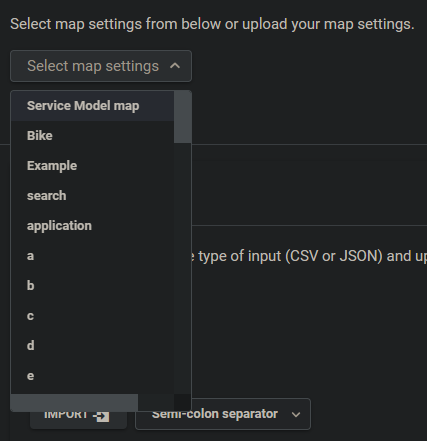 Select map settings from below or upload your map settings.
Select map settings
Service Model map
Bike
Example
search
application
a
type of input (CSV or JSON) and up
b
c
d
e
IMPORT
Semi-colon separator